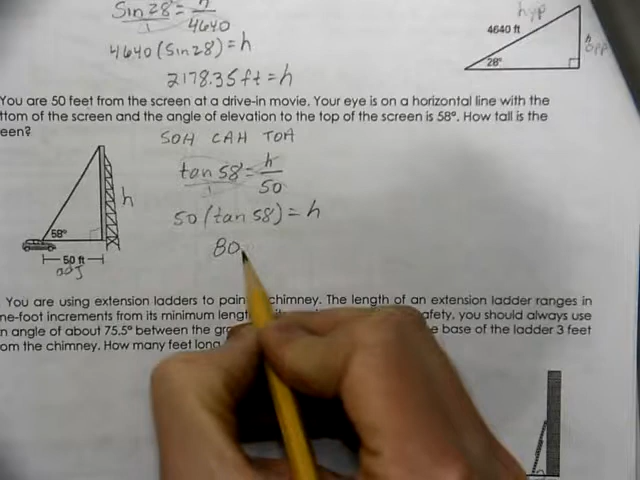 Sin 28° = h/4640
1
4640 (Sin 28°) = h
2178.35 ft = h
hyp
4640 ft
h
opp
28°
You are 50 feet from the screen at a drive-in movie. Your eye is on a horizontal line with the
ttom of the screen and the angle of elevation to the top of the screen is 58°. How tall is the
een?
SOH CAH TOA
tan 58° = h/50
1
50 (tan 58°) = h
80.
h
58°
50 ft
adj
You are using extension ladders to pain chimney. The length of an extension ladder ranges in
ne-foot increments from its minimum leng afety, you should always use
n angle of about 75.5° between the gr e base of the ladder 3 feet
om the chimney. How many feet long